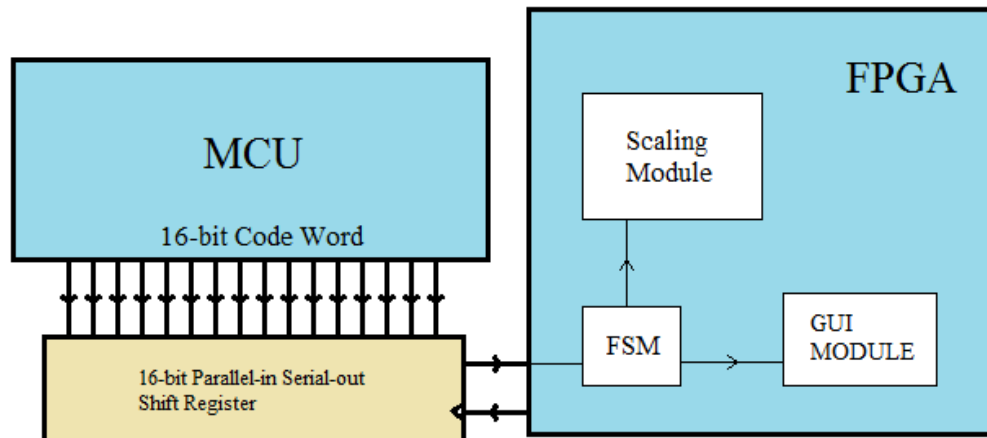 MCU
16-bit Code Word
16-bit Parallel-in Serial-out
Shift Register
FPGA
Scaling
Module
FSM
GUI
MODULE